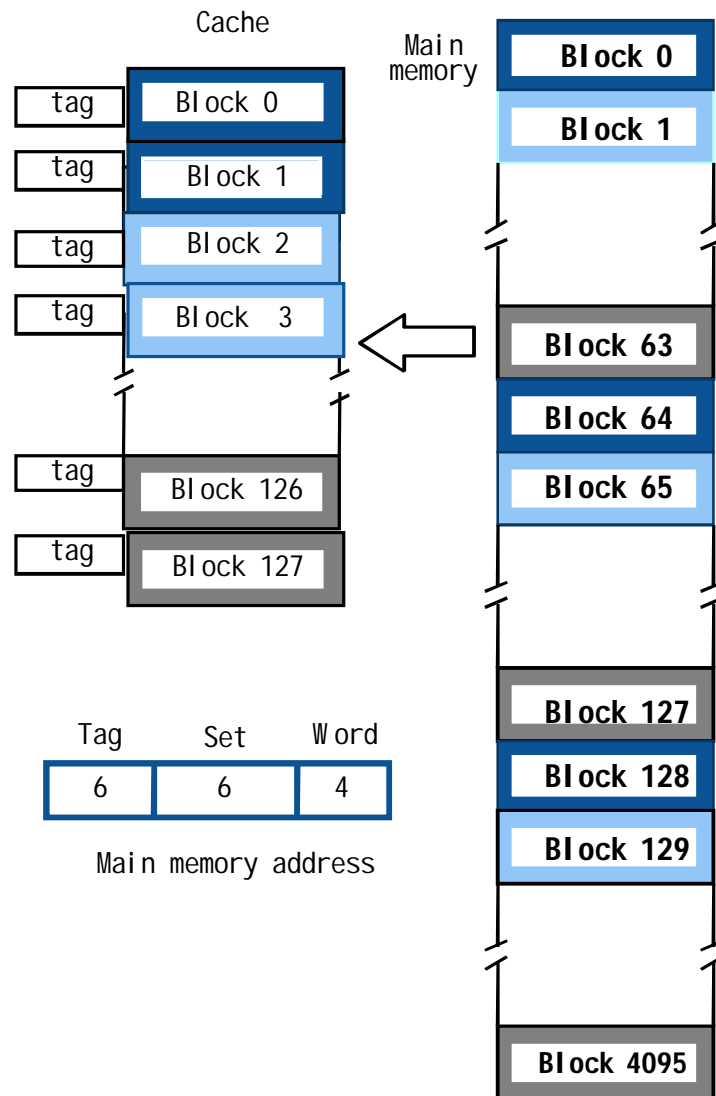 Cache
Main
memory
tag
Block 0
tag
Block 1
tag
Block 2
tag
Block 3
tag
Block 126
tag
Block 127
Block 0
Block 1
Block 63
Block 64
Block 65
Block 127
Block 128
Block 129
Block 4095
Tag Set Word
6 6 4
Main memory address